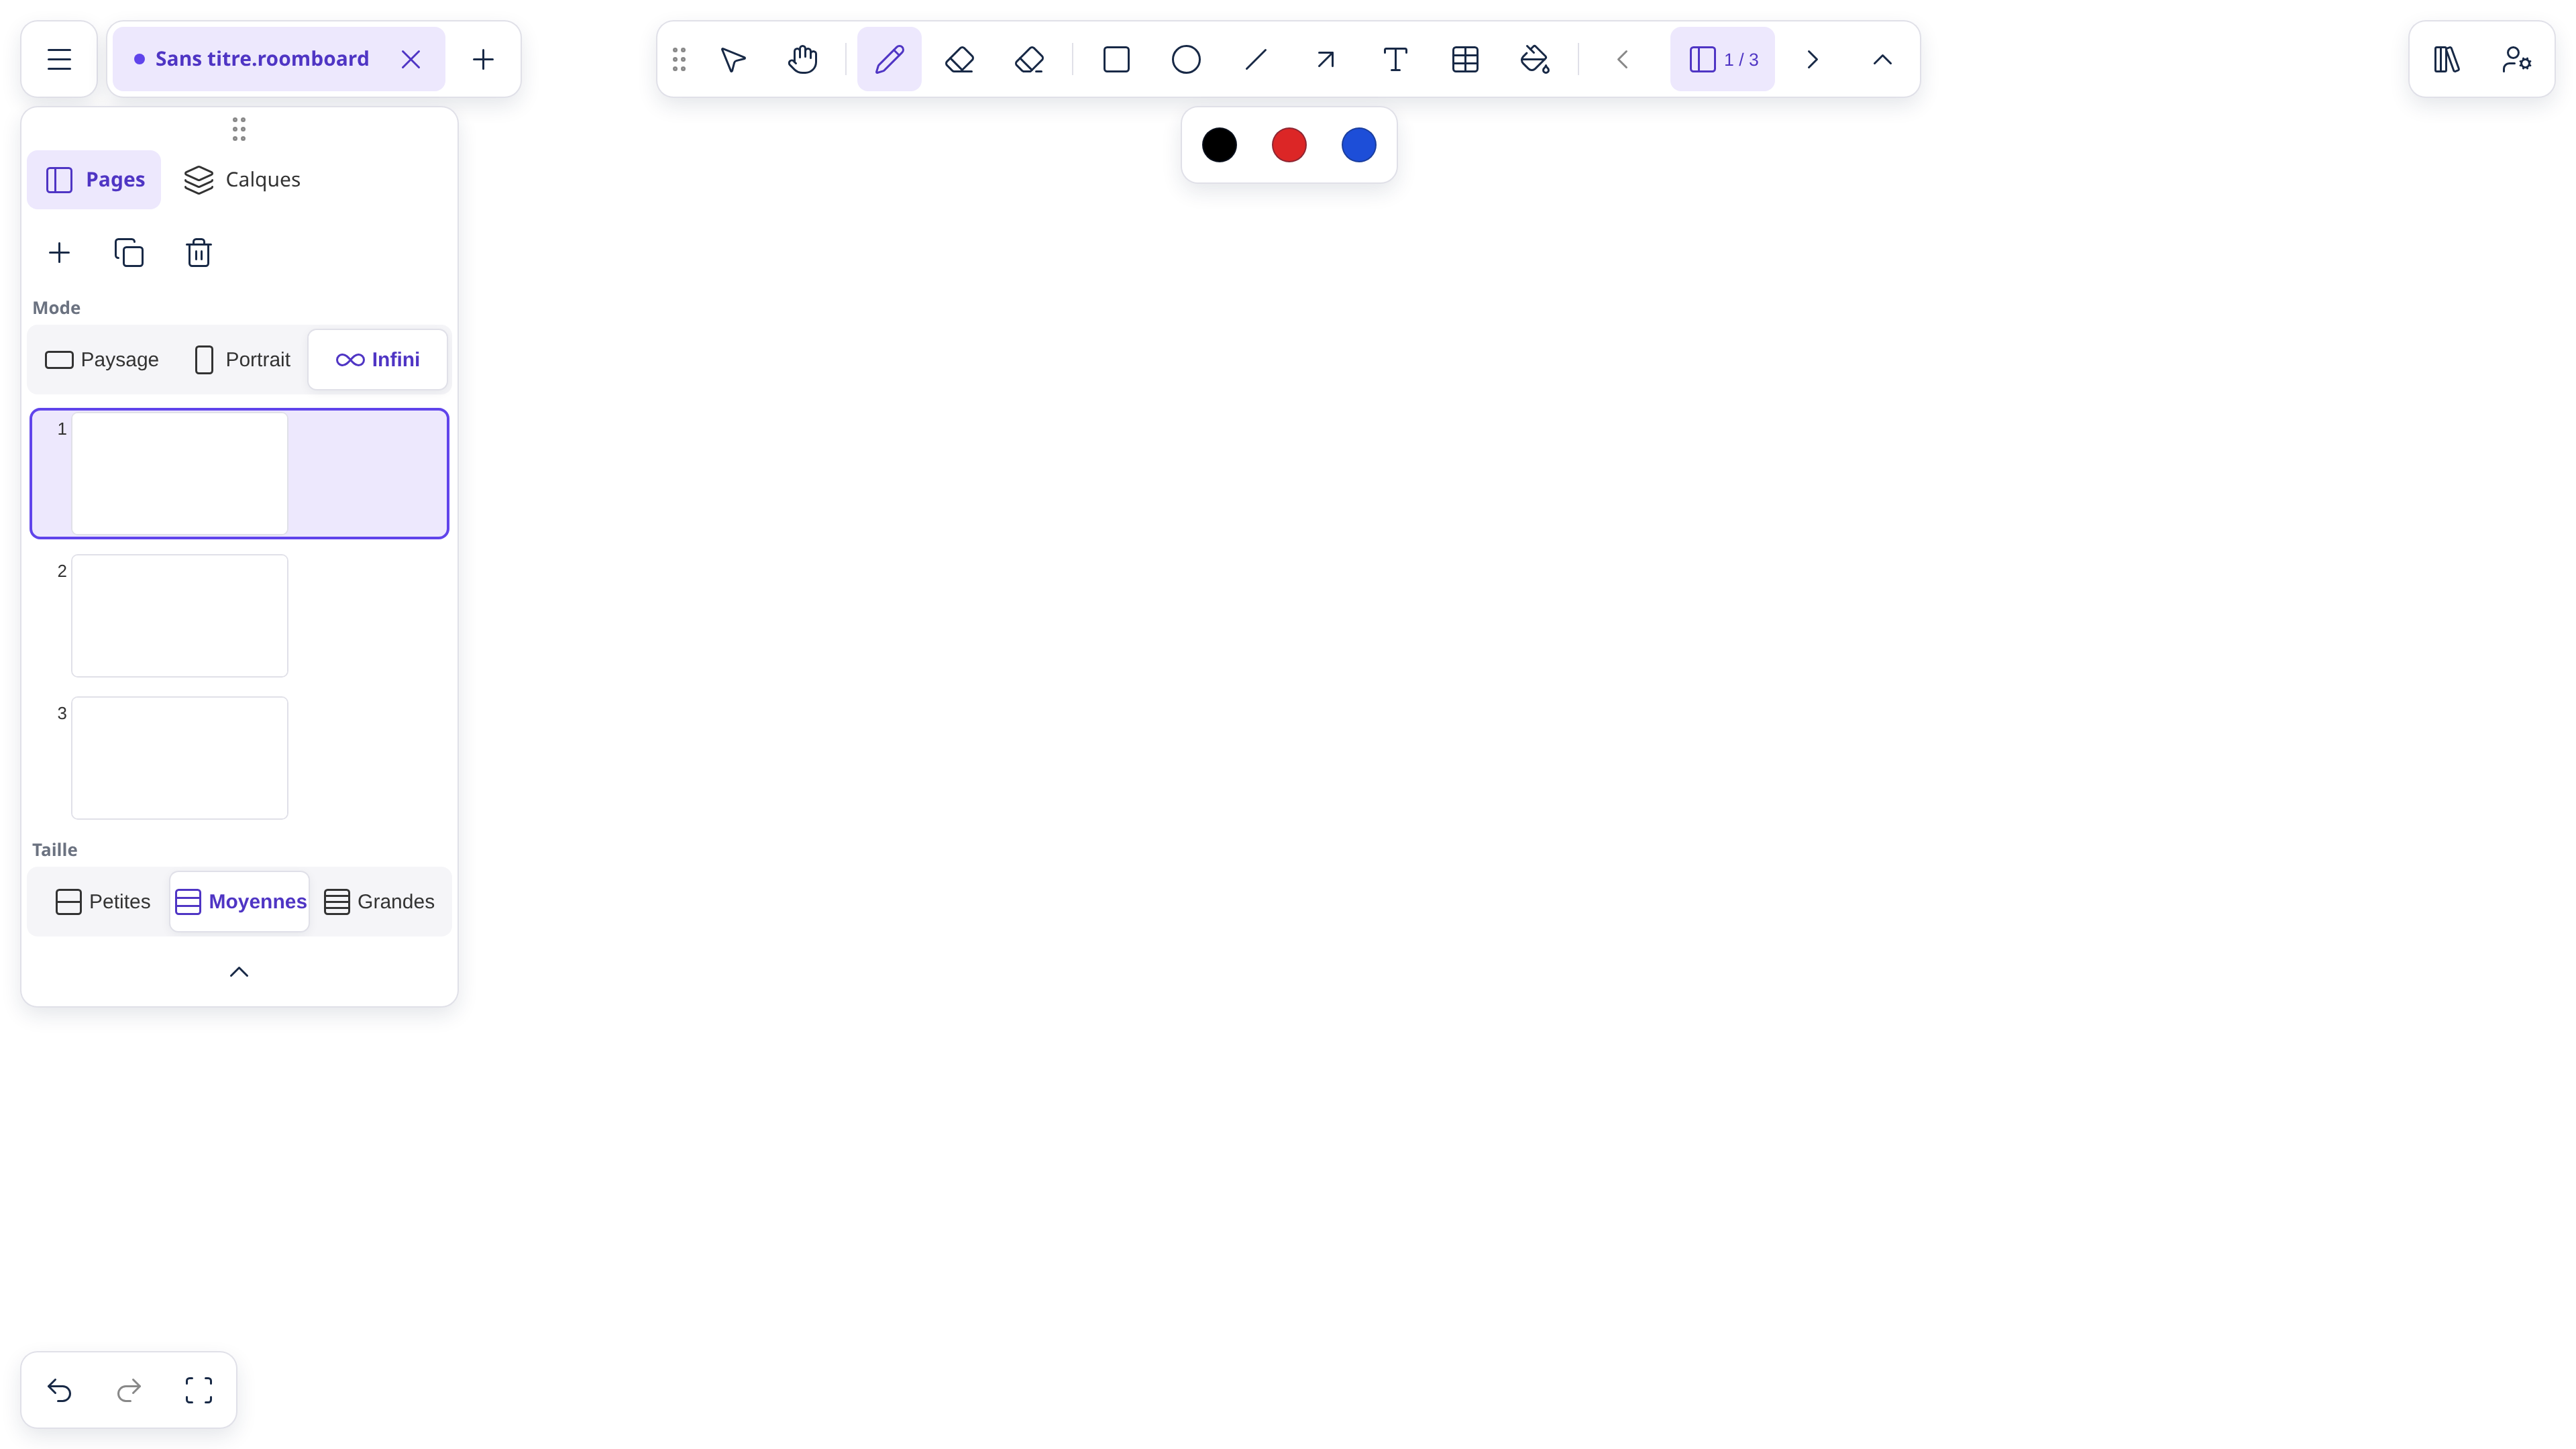 Sans titre.roomboard
1 / 3
Pages
Calques
Mode
Paysage
Portrait
Infini
1
2
3
Taille
Petites
Moyennes
Grandes